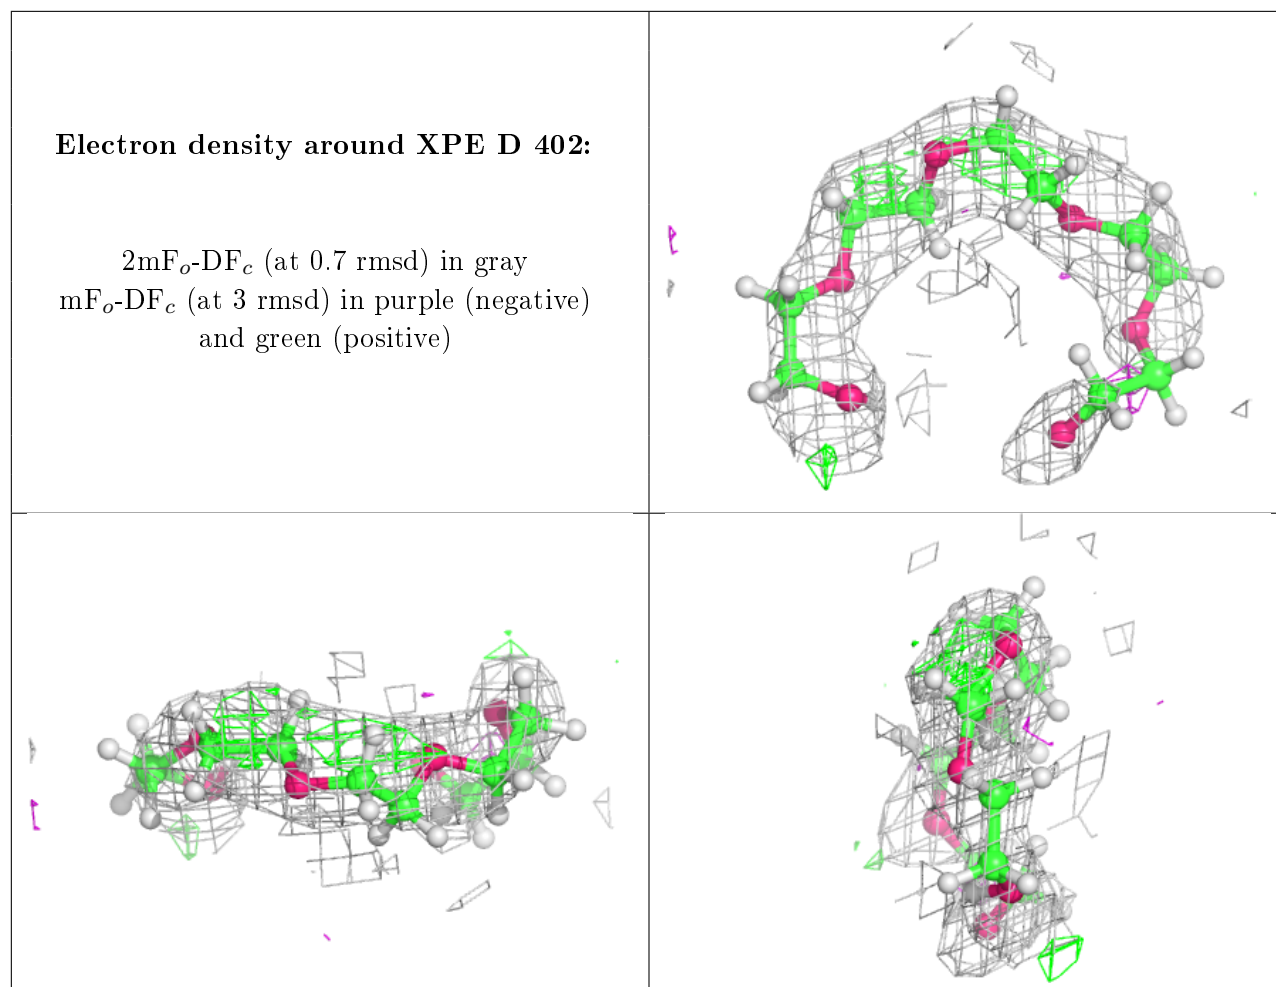 Electron density around XPE D 402:
2mFo-DFc (at 0.7 rmsd) in gray
mFo-DFc (at 3 rmsd) in purple (negative)
and green (positive)